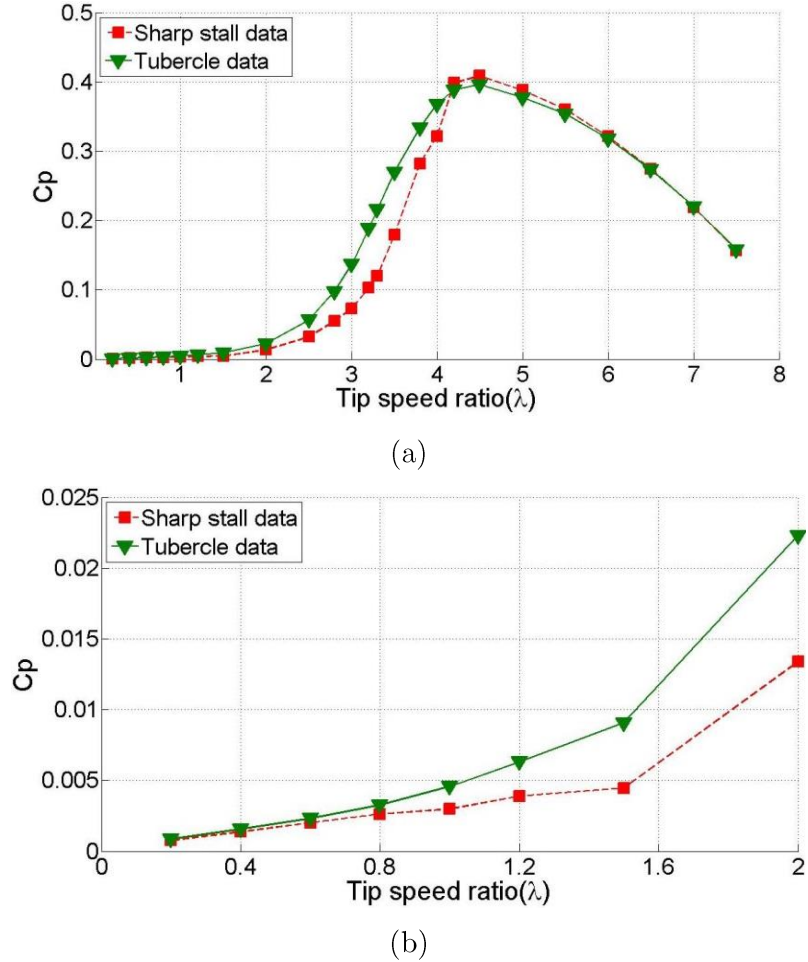 0.5
Sharp stall data
Tubercle data
0.4
0.3
Cp
0.2
0.1
0
1 2 3 4 5 6 7 8
Tip speed ratio(λ)
(a)
0.025
Sharp stall data
Tubercle data
0.02
0.015
Cp
0.01
0.005
0
0 0.4 0.8 1.2 1.6 2
Tip speed ratio(λ)
(b)